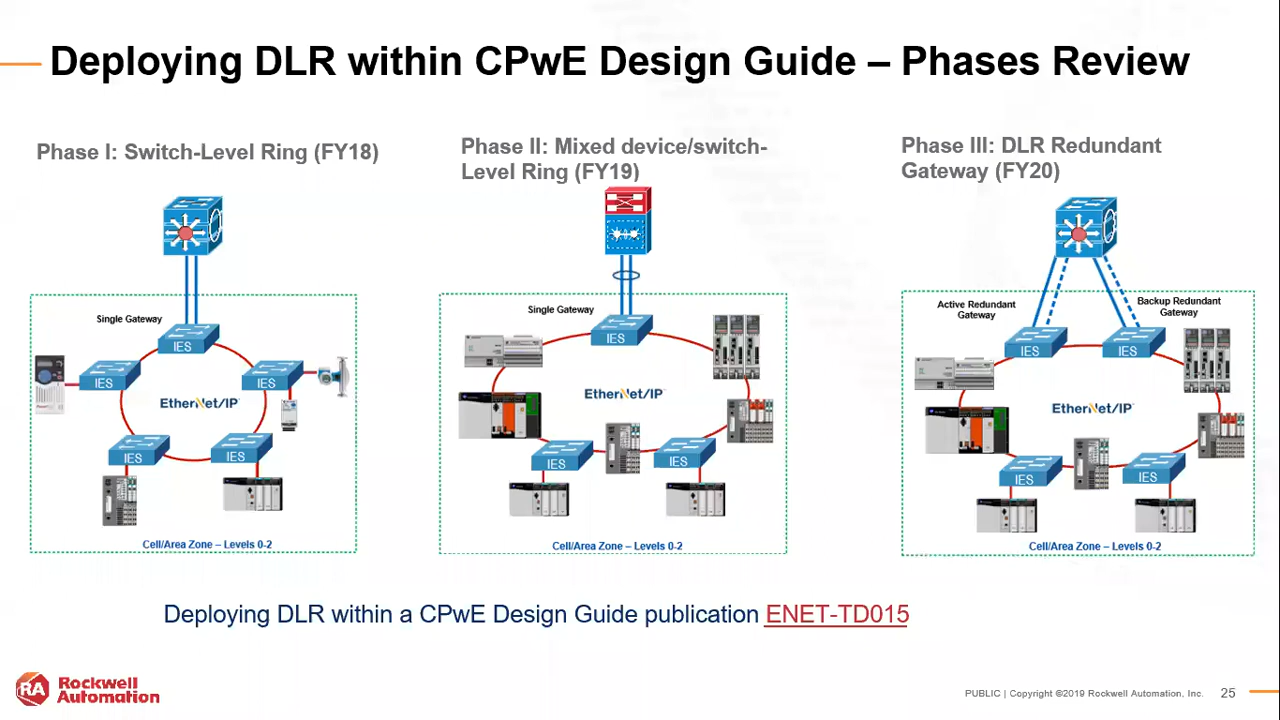 Deploying DLR within CPwE Design Guide – Phases Review
Phase I: Switch-Level Ring (FY18)
Single Gateway
IES
IES
IES
EtherNet/IP
IES
IES
Cell/Area Zone – Levels 0-2
Phase II: Mixed device/switch-
Level Ring (FY19)
Single Gateway
IES
EtherNet/IP
IES
IES
Cell/Area Zone – Levels 0-2
Phase III: DLR Redundant
Gateway (FY20)
Active Redundant
Gateway
Backup Redundant
Gateway
IES
IES
EtherNet/IP
IES
IES
Cell/Area Zone – Levels 0-2
Deploying DLR within a CPwE Design Guide publication ENET-TD015
RA
Rockwell
Automation
PUBLIC | Copyright ©2019 Rockwell Automation, Inc.
25